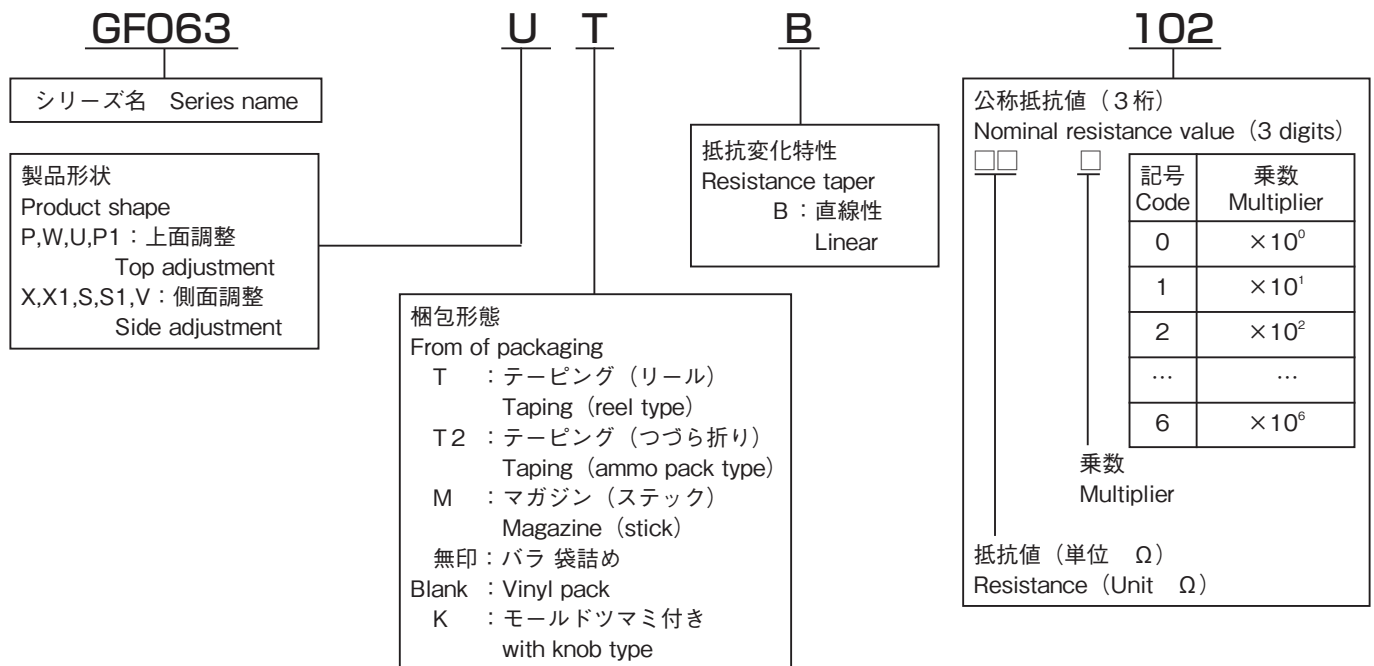 GF063 U T B 102
シリーズ名 Series name
製品形状
Product shape
P,W,U,P1：上面調整
Top adjustment
X,X1,S,S1,V：側面調整
Side adjustment
梱包形態
From of packaging
T ：テーピング（リール）
Taping（reel type）
T2 ：テーピング（つづら折り）
Taping（ammo pack type）
M ：マガジン（ステック）
Magazine（stick）
無印：バラ 袋詰め
Blank ：Vinyl pack
K ：モールドツマミ付き
with knob type
抵抗変化特性
Resistance taper
B：直線性
Linear
公称抵抗値（3桁）
Nominal resistance value（3 digits）
□□ □
記号 乗数
Code Multiplier
0 ×10⁰
1 ×10¹
2 ×10²
… …
6 ×10⁶
乗数
Multiplier
抵抗値（単位 Ω）
Resistance（Unit Ω）